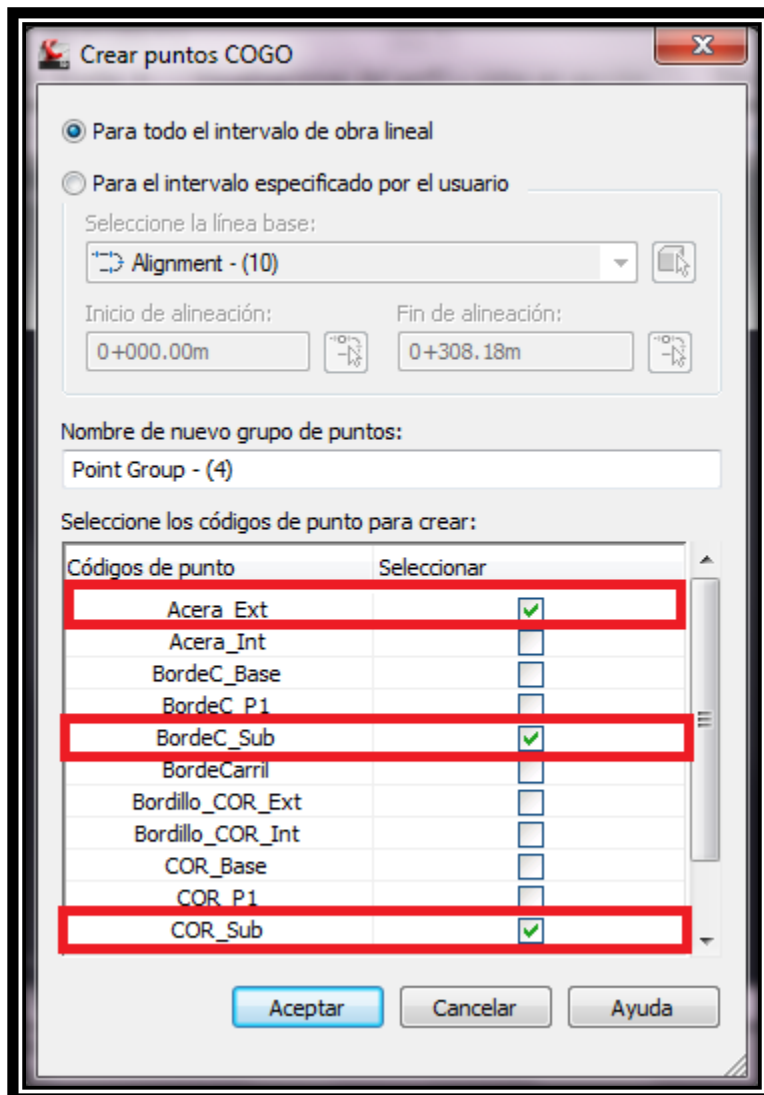 Crear puntos COGO
Para todo el intervalo de obra lineal
Para el intervalo especificado por el usuario
Seleccione la línea base:
Alignment - (10)
Inicio de alineación: Fin de alineación:
0+000.00m 0+308.18m
Nombre de nuevo grupo de puntos:
Point Group - (4)
Seleccione los códigos de punto para crear:
Códigos de punto Seleccionar
Acera_Ext
Acera_Int
BordeC_Base
BordeC_P1
BordeC_Sub
BordeCarril
Bordillo_COR_Ext
Bordillo_COR_Int
COR_Base
COR_P1
COR_Sub
Aceptar Cancelar Ayuda